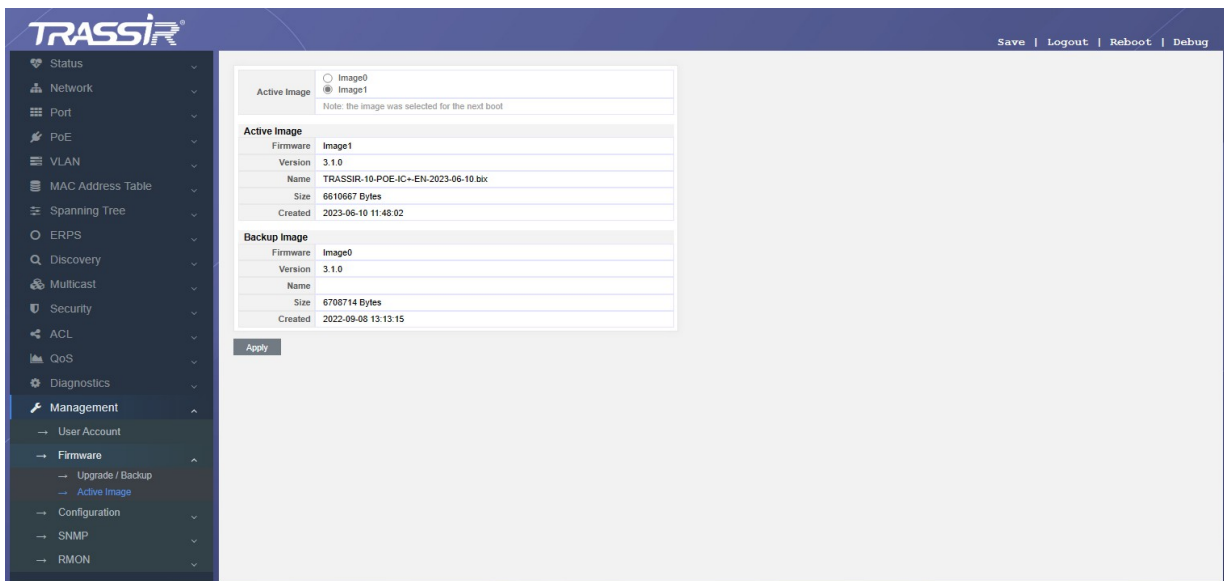 TRASSIR®
Save | Logout | Reboot | Debug
Status
Network
Port
PoE
VLAN
MAC Address Table
Spanning Tree
ERPS
Discovery
Multicast
Security
ACL
QoS
Diagnostics
Management
→ User Account
→ Firmware
→ Upgrade / Backup
→ Active Image
→ Configuration
→ SNMP
→ RMON
Active Image
Image0
Image1
Note: the image was selected for the next boot
Active Image
Firmware Image1
Version 3.1.0
Name TRASSIR-10-POE-IC+-EN-2023-06-10.bix
Size 6610667 Bytes
Created 2023-06-10 11:48:02
Backup Image
Firmware Image0
Version 3.1.0
Name
Size 6708714 Bytes
Created 2022-09-08 13:13:15
Apply